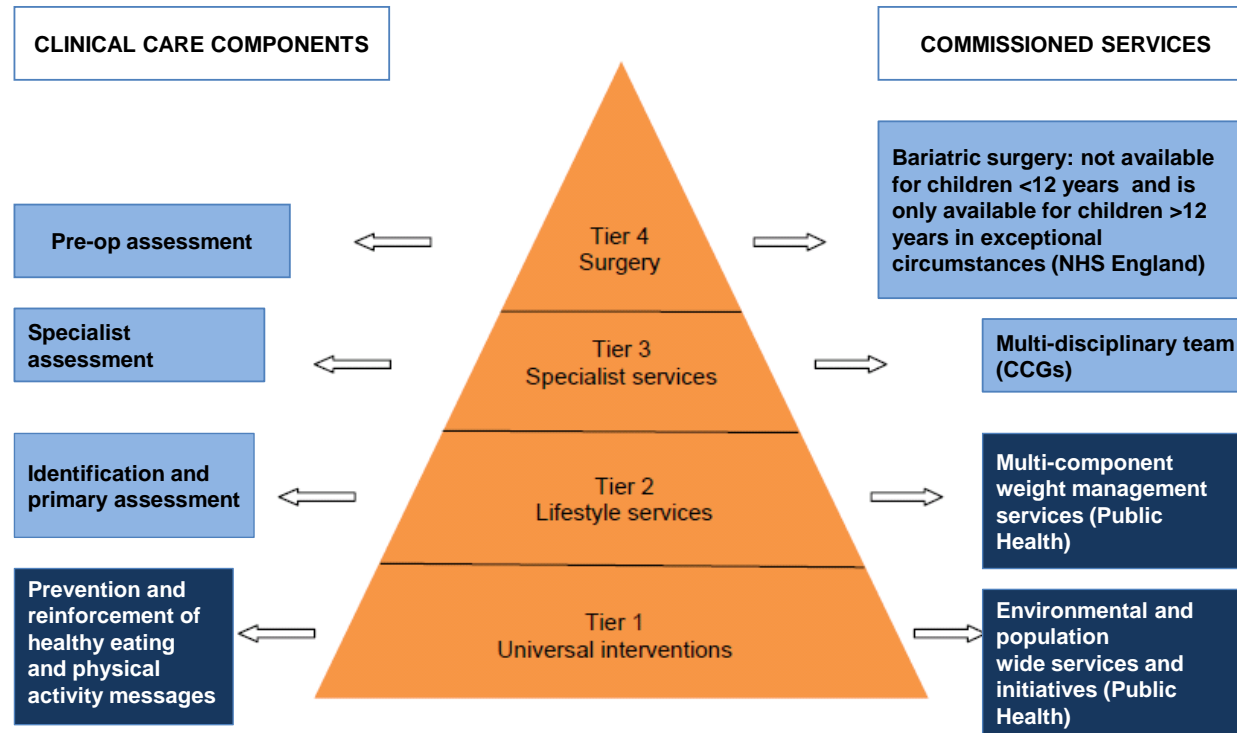 CLINICAL CARE COMPONENTS
COMMISSIONED SERVICES
Pre-op assessment
Tier 4
Surgery
Bariatric surgery: not available
for children <12 years and is
only available for children >12
years in exceptional
circumstances (NHS England)
Specialist
assessment
Tier 3
Specialist services
Multi-disciplinary team
(CCGs)
Identification and
primary assessment
Tier 2
Lifestyle services
Multi-component
weight management
services (Public
Health)
Prevention and
reinforcement of
healthy eating
and physical
activity messages
Tier 1
Universal interventions
Environmental and
population
wide services and
initiatives (Public
Health)